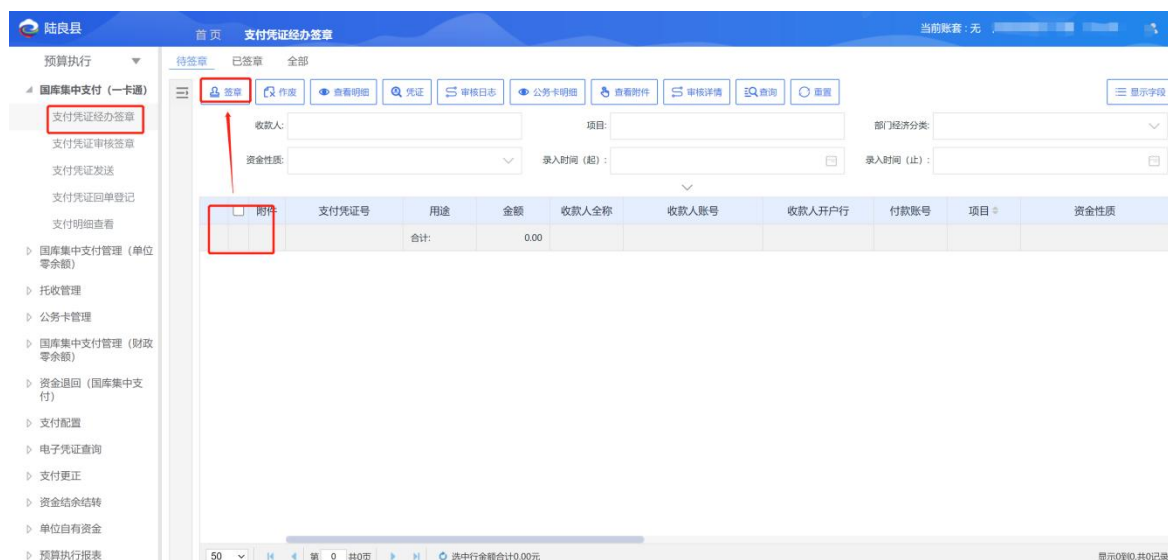 陆良县
首页 支付凭证经办签章
当前账套：无
预算执行
待签章 已签章 全部
国库集中支付（一卡通）
签章 作废 查看明细 凭证 审核日志 公务卡明细 查看附件 审核详情 查询 重置 显示字段
支付凭证经办签章
支付凭证审核签章
支付凭证发送
支付凭证回单登记
支付明细查看
收款人: 项目: 部门经济分类:
资金性质: 录入时间（起）: 录入时间（止）:
附件 支付凭证号 用途 金额 收款人全称 收款人账号 收款人开户行 付款账号 项目 资金性质
合计: 0.00
国库集中支付管理（单位
零余额）
托收管理
公务卡管理
国库集中支付管理（财政
零余额）
资金退回（国库集中支
付）
支付配置
电子凭证查询
支付更正
资金结余结转
单位自有资金
预算执行报表
50 第 0 共0页 选中行金额合计0.00元 显示0到0,共0记录